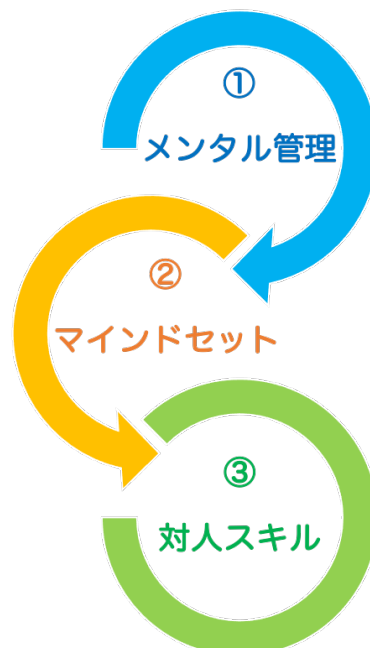 ①
メンタル管理
②
マインドセット
③
対人スキル